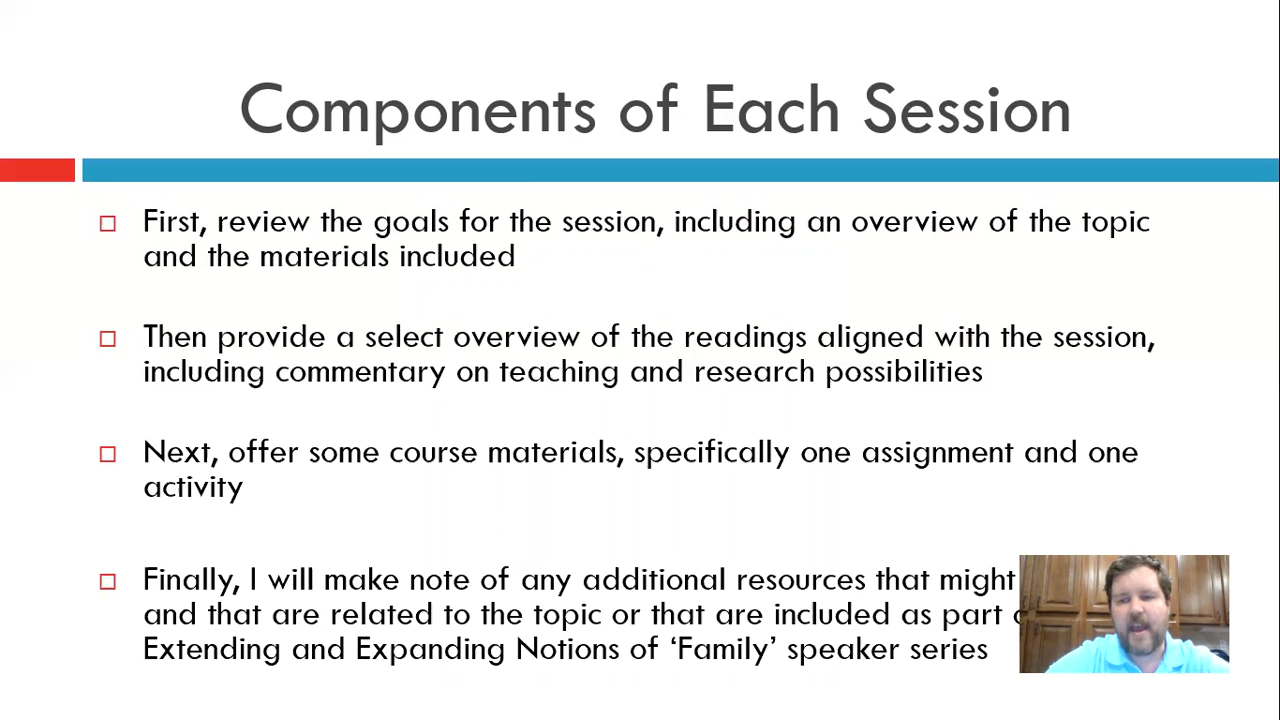 Components of Each Session
First, review the goals for the session, including an overview of the topic
and the materials included
Then provide a select overview of the readings aligned with the session,
including commentary on teaching and research possibilities
Next, offer some course materials, specifically one assignment and one
activity
Finally, I will make note of any additional resources that might
and that are related to the topic or that are included as part
Extending and Expanding Notions of ‘Family’ speaker series